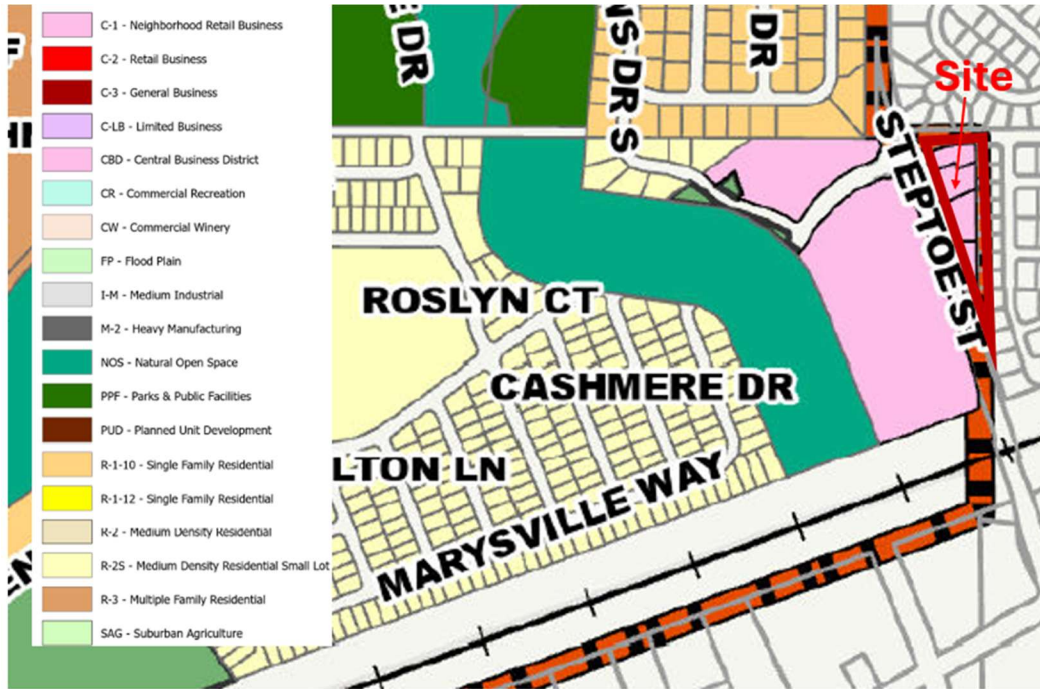 C-1 - Neighborhood Retail Business
C-2 - Retail Business
C-3 - General Business
C-LB - Limited Business
CBD - Central Business District
CR - Commercial Recreation
CW - Commercial Winery
FP - Flood Plain
I-M - Medium Industrial
M-2 - Heavy Manufacturing
NOS - Natural Open Space
PPF - Parks & Public Facilities
PUD - Planned Unit Development
R-1-10 - Single Family Residential
R-1-12 - Single Family Residential
R-2 - Medium Density Residential
R-2S - Medium Density Residential Small Lot
R-3 - Multiple Family Residential
SAG - Suburban Agriculture
E DR
NS DR S
DR
Site
STEPTOE ST
ROSLYN CT
CASHMERE DR
LTON LN
MARYSVILLE WAY